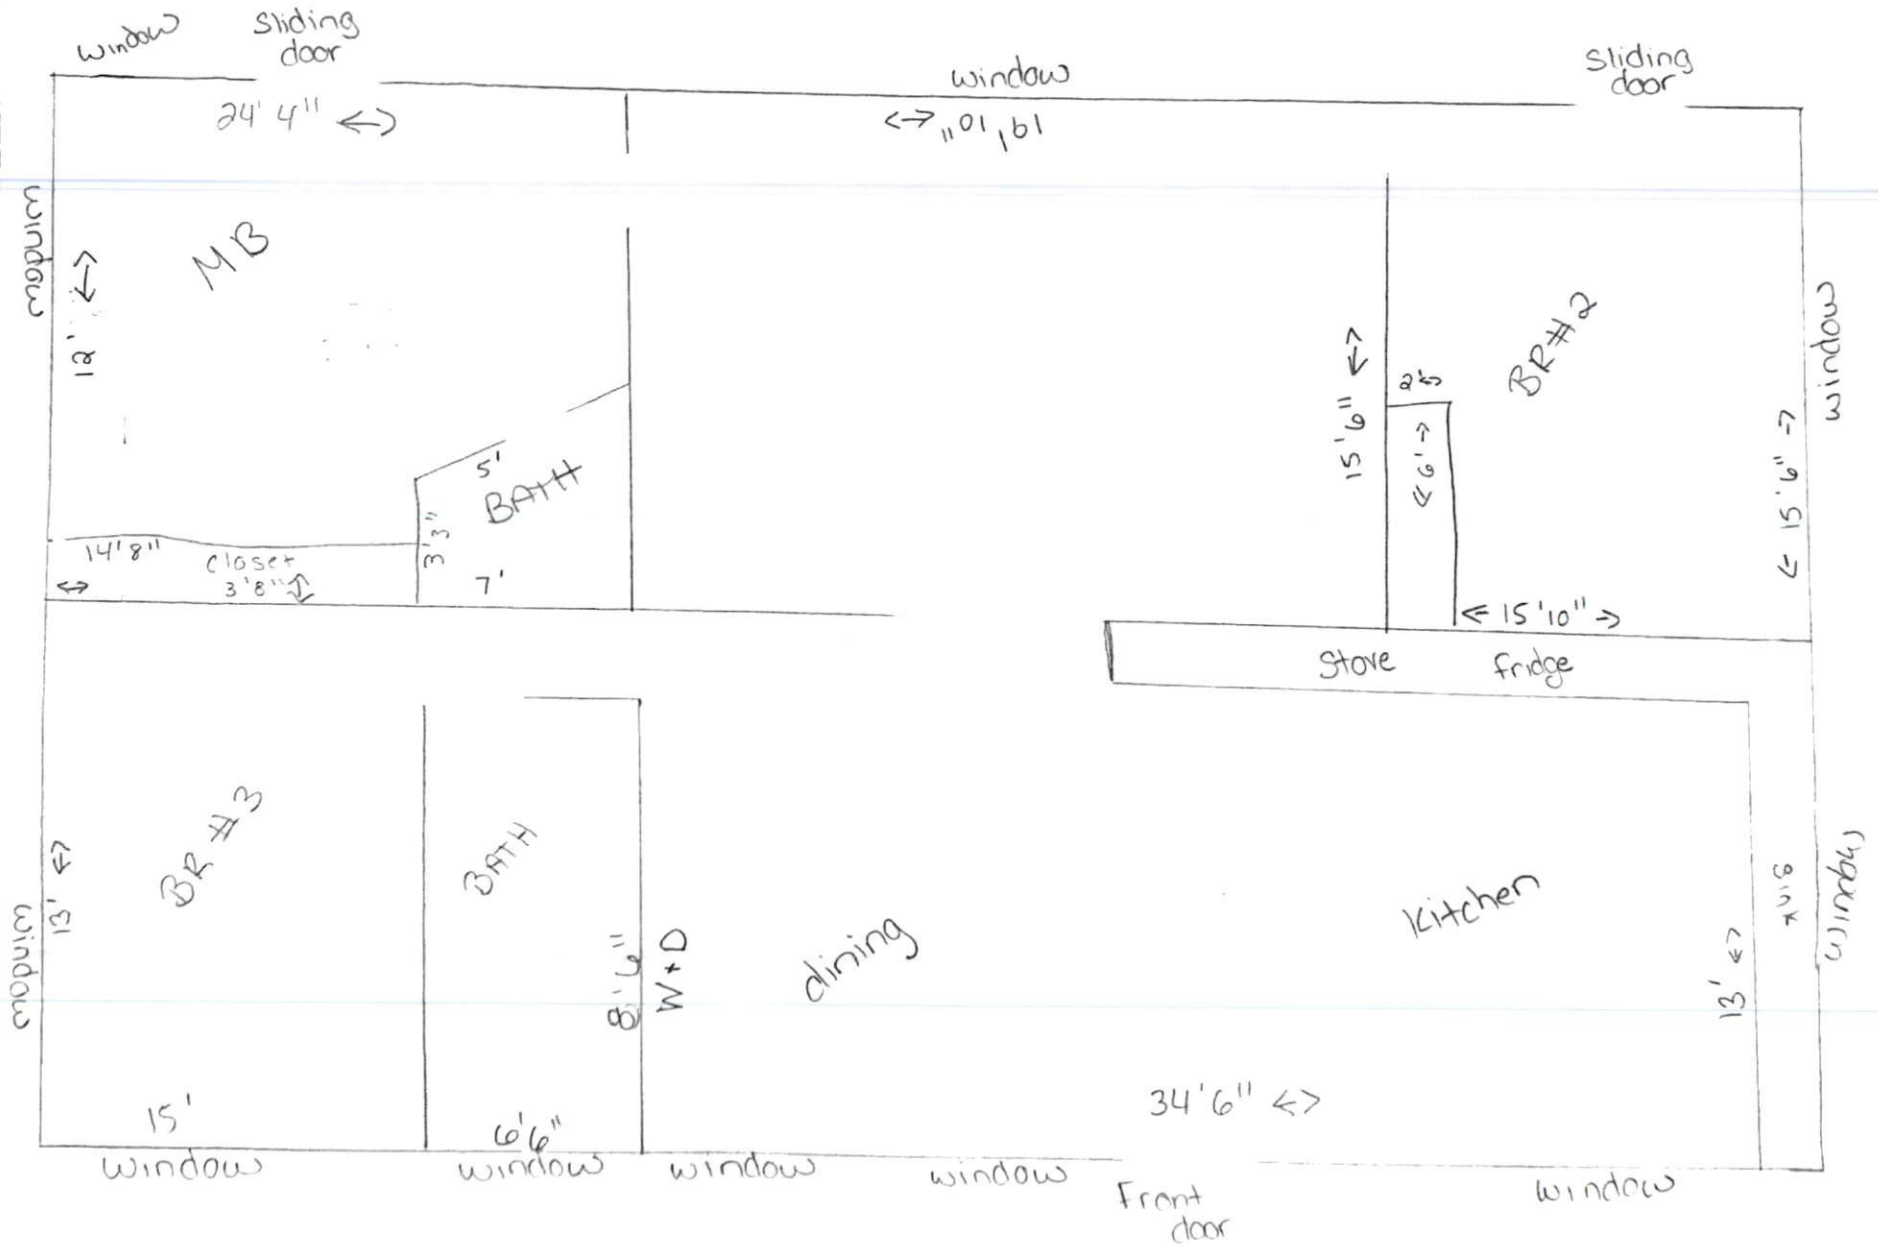 window
Sliding
door
window
Sliding
door
24' 4"
19'10"
window
12'
MB
15'6"
2'
6'
BR#2
window
15'6"
5'
BATH
3'3"
14'8"
Closet
3'8"
7'
15'10"
Stove
fridge
BR #3
BATH
13'
window
8'6"
W+D
dining
Kitchen
Sink
window
13'
34'6"
15'
6'6"
window
window
window
window
Front
door
window